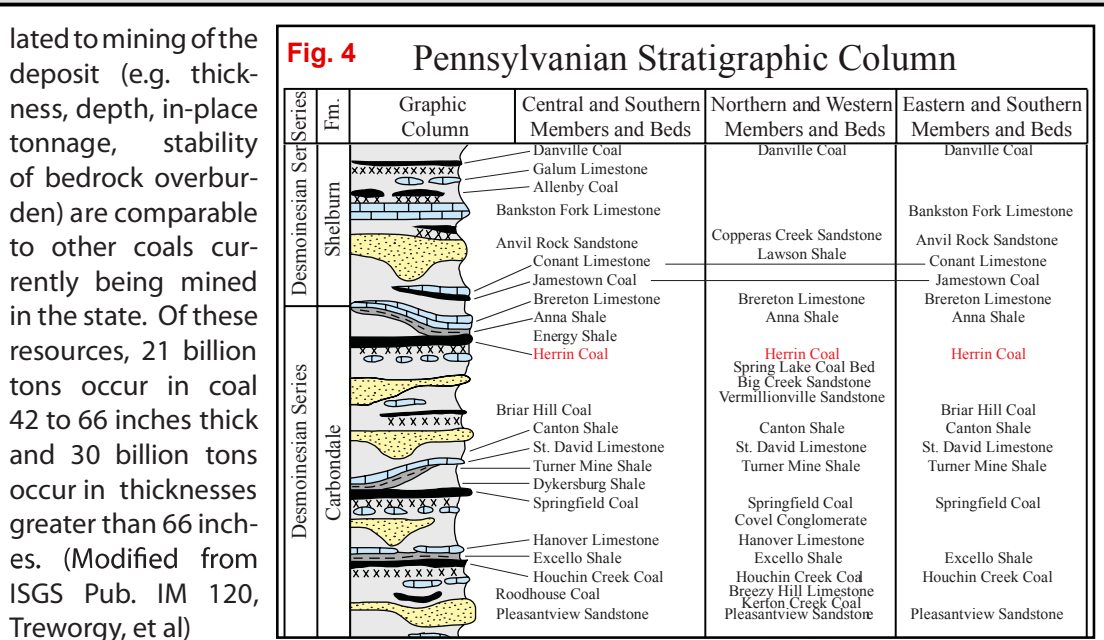 lated to mining of the
deposit (e.g. thick-
ness, depth, in-place
tonnage, stability
of bedrock overbur-
den) are comparable
to other coals cur-
rently being mined
in the state. Of these
resources, 21 billion
tons occur in coal
42 to 66 inches thick
and 30 billion tons
occur in thicknesses
greater than 66 inch-
es. (Modified from
ISGS Pub. IM 120,
Treworgy, et al)
Fig. 4
Pennsylvanian Stratigraphic Column
Series
Fm.
Graphic
Column
Central and Southern
Members and Beds
Northern and Western
Members and Beds
Eastern and Southern
Members and Beds
Desmoinesian Series
Shelburn
Desmoinesian Series
Carbondale
Danville Coal
Galum Limestone
Allenby Coal
Bankston Fork Limestone
Anvil Rock Sandstone
Conant Limestone
Jamestown Coal
Brereton Limestone
Anna Shale
Energy Shale
Herrin Coal
Briar Hill Coal
Canton Shale
St. David Limestone
Turner Mine Shale
Dykersburg Shale
Springfield Coal
Hanover Limestone
Excello Shale
Houchin Creek Coal
Roodhouse Coal
Pleasantview Sandstone
Danville Coal
Copperas Creek Sandstone
Lawson Shale
Brereton Limestone
Anna Shale
Herrin Coal
Spring Lake Coal Bed
Big Creek Sandstone
Vermillionville Sandstone
Canton Shale
St. David Limestone
Turner Mine Shale
Springfield Coal
Covel Conglomerate
Hanover Limestone
Excello Shale
Houchin Creek Coal
Breezy Hill Limestone
Kerton Creek Coal
Pleasantview Sandstone
Danville Coal
Bankston Fork Limestone
Anvil Rock Sandstone
Conant Limestone
Jamestown Coal
Brereton Limestone
Anna Shale
Herrin Coal
Briar Hill Coal
Canton Shale
St. David Limestone
Turner Mine Shale
Springfield Coal
Excello Shale
Houchin Creek Coal
Pleasantview Sandstone